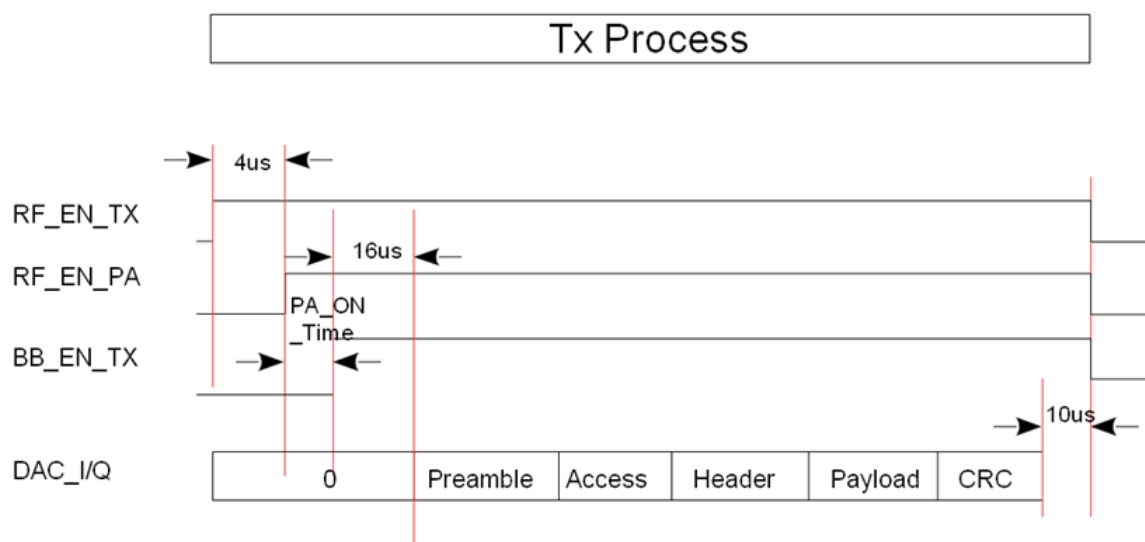 Tx Process
4us
RF_EN_TX
16us
RF_EN_PA
PA_ON
_Time
BB_EN_TX
10us
DAC_I/Q
0 Preamble Access Header Payload CRC